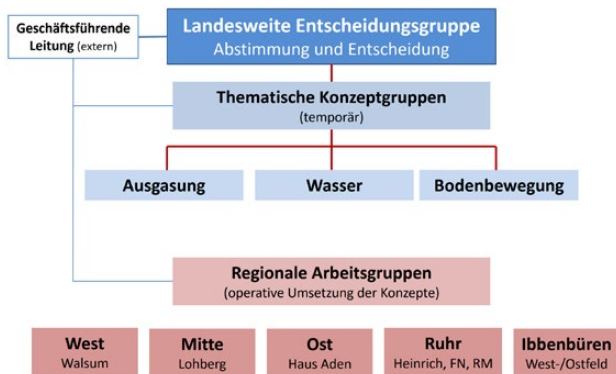 Geschäftsführende
Leitung (extern)
Landesweite Entscheidungsgruppe
Abstimmung und Entscheidung
Thematische Konzeptgruppen
(temporär)
Ausgasung
Wasser
Bodenbewegung
Regionale Arbeitsgruppen
(operative Umsetzung der Konzepte)
West
Walsum
Mitte
Lohberg
Ost
Haus Aden
Ruhr
Heinrich, FN, RM
Ibbenbüren
West-/Ostfeld